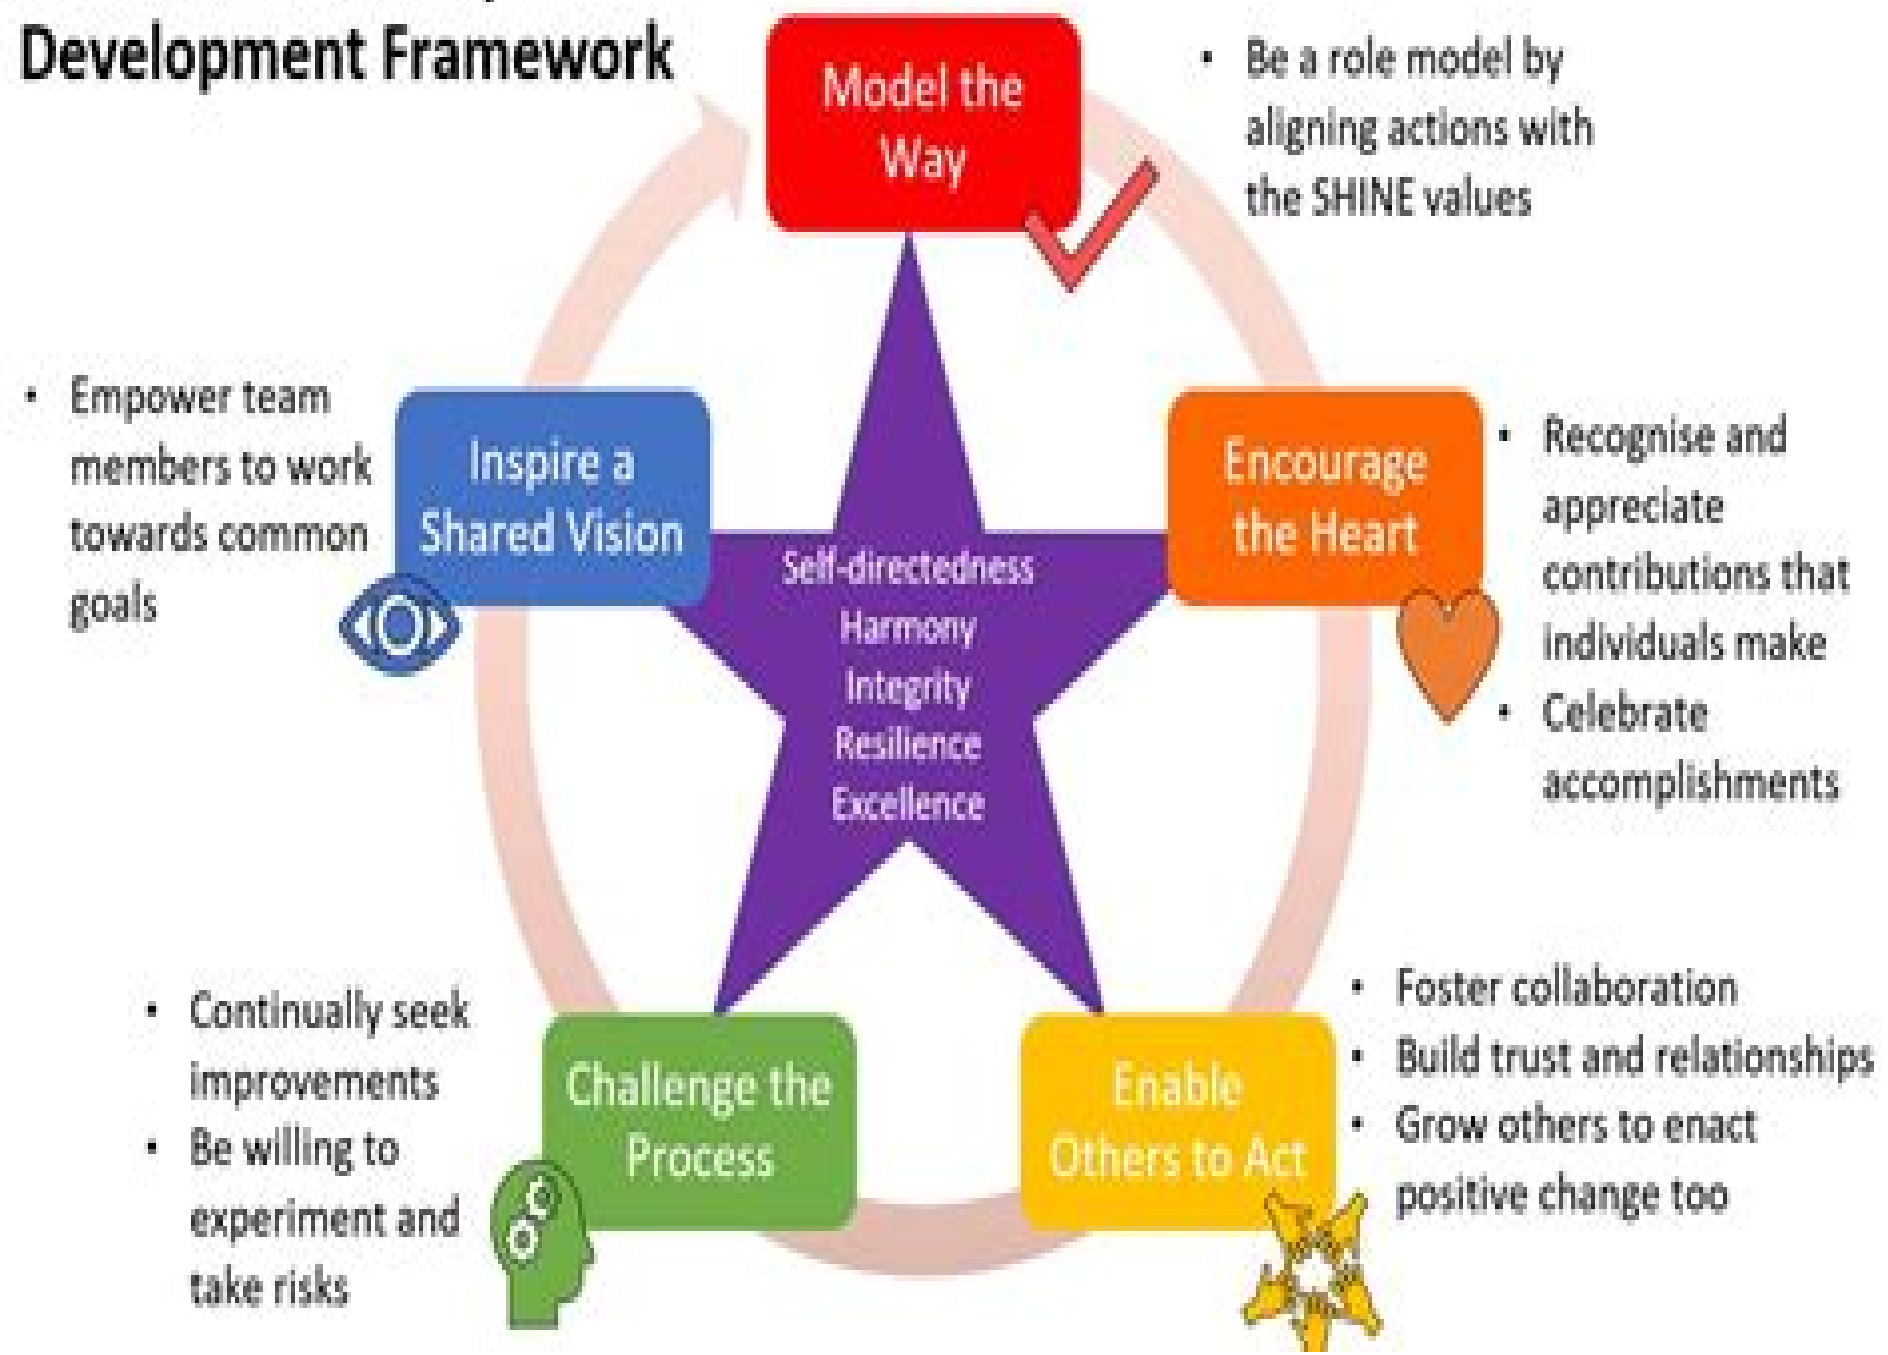 Development Framework
Model the
Way
• Be a role model by
aligning actions with
the SHINE values
Encourage
the Heart
• Recognise and
appreciate
contributions that
individuals make
• Celebrate
accomplishments
Enable
Others to Act
• Foster collaboration
• Build trust and relationships
• Grow others to enact
positive change too
Challenge the
Process
• Continually seek
improvements
• Be willing to
experiment and
take risks
Inspire a
Shared Vision
• Empower team
members to work
towards common
goals
Self-directedness
Harmony
Integrity
Resilience
Excellence